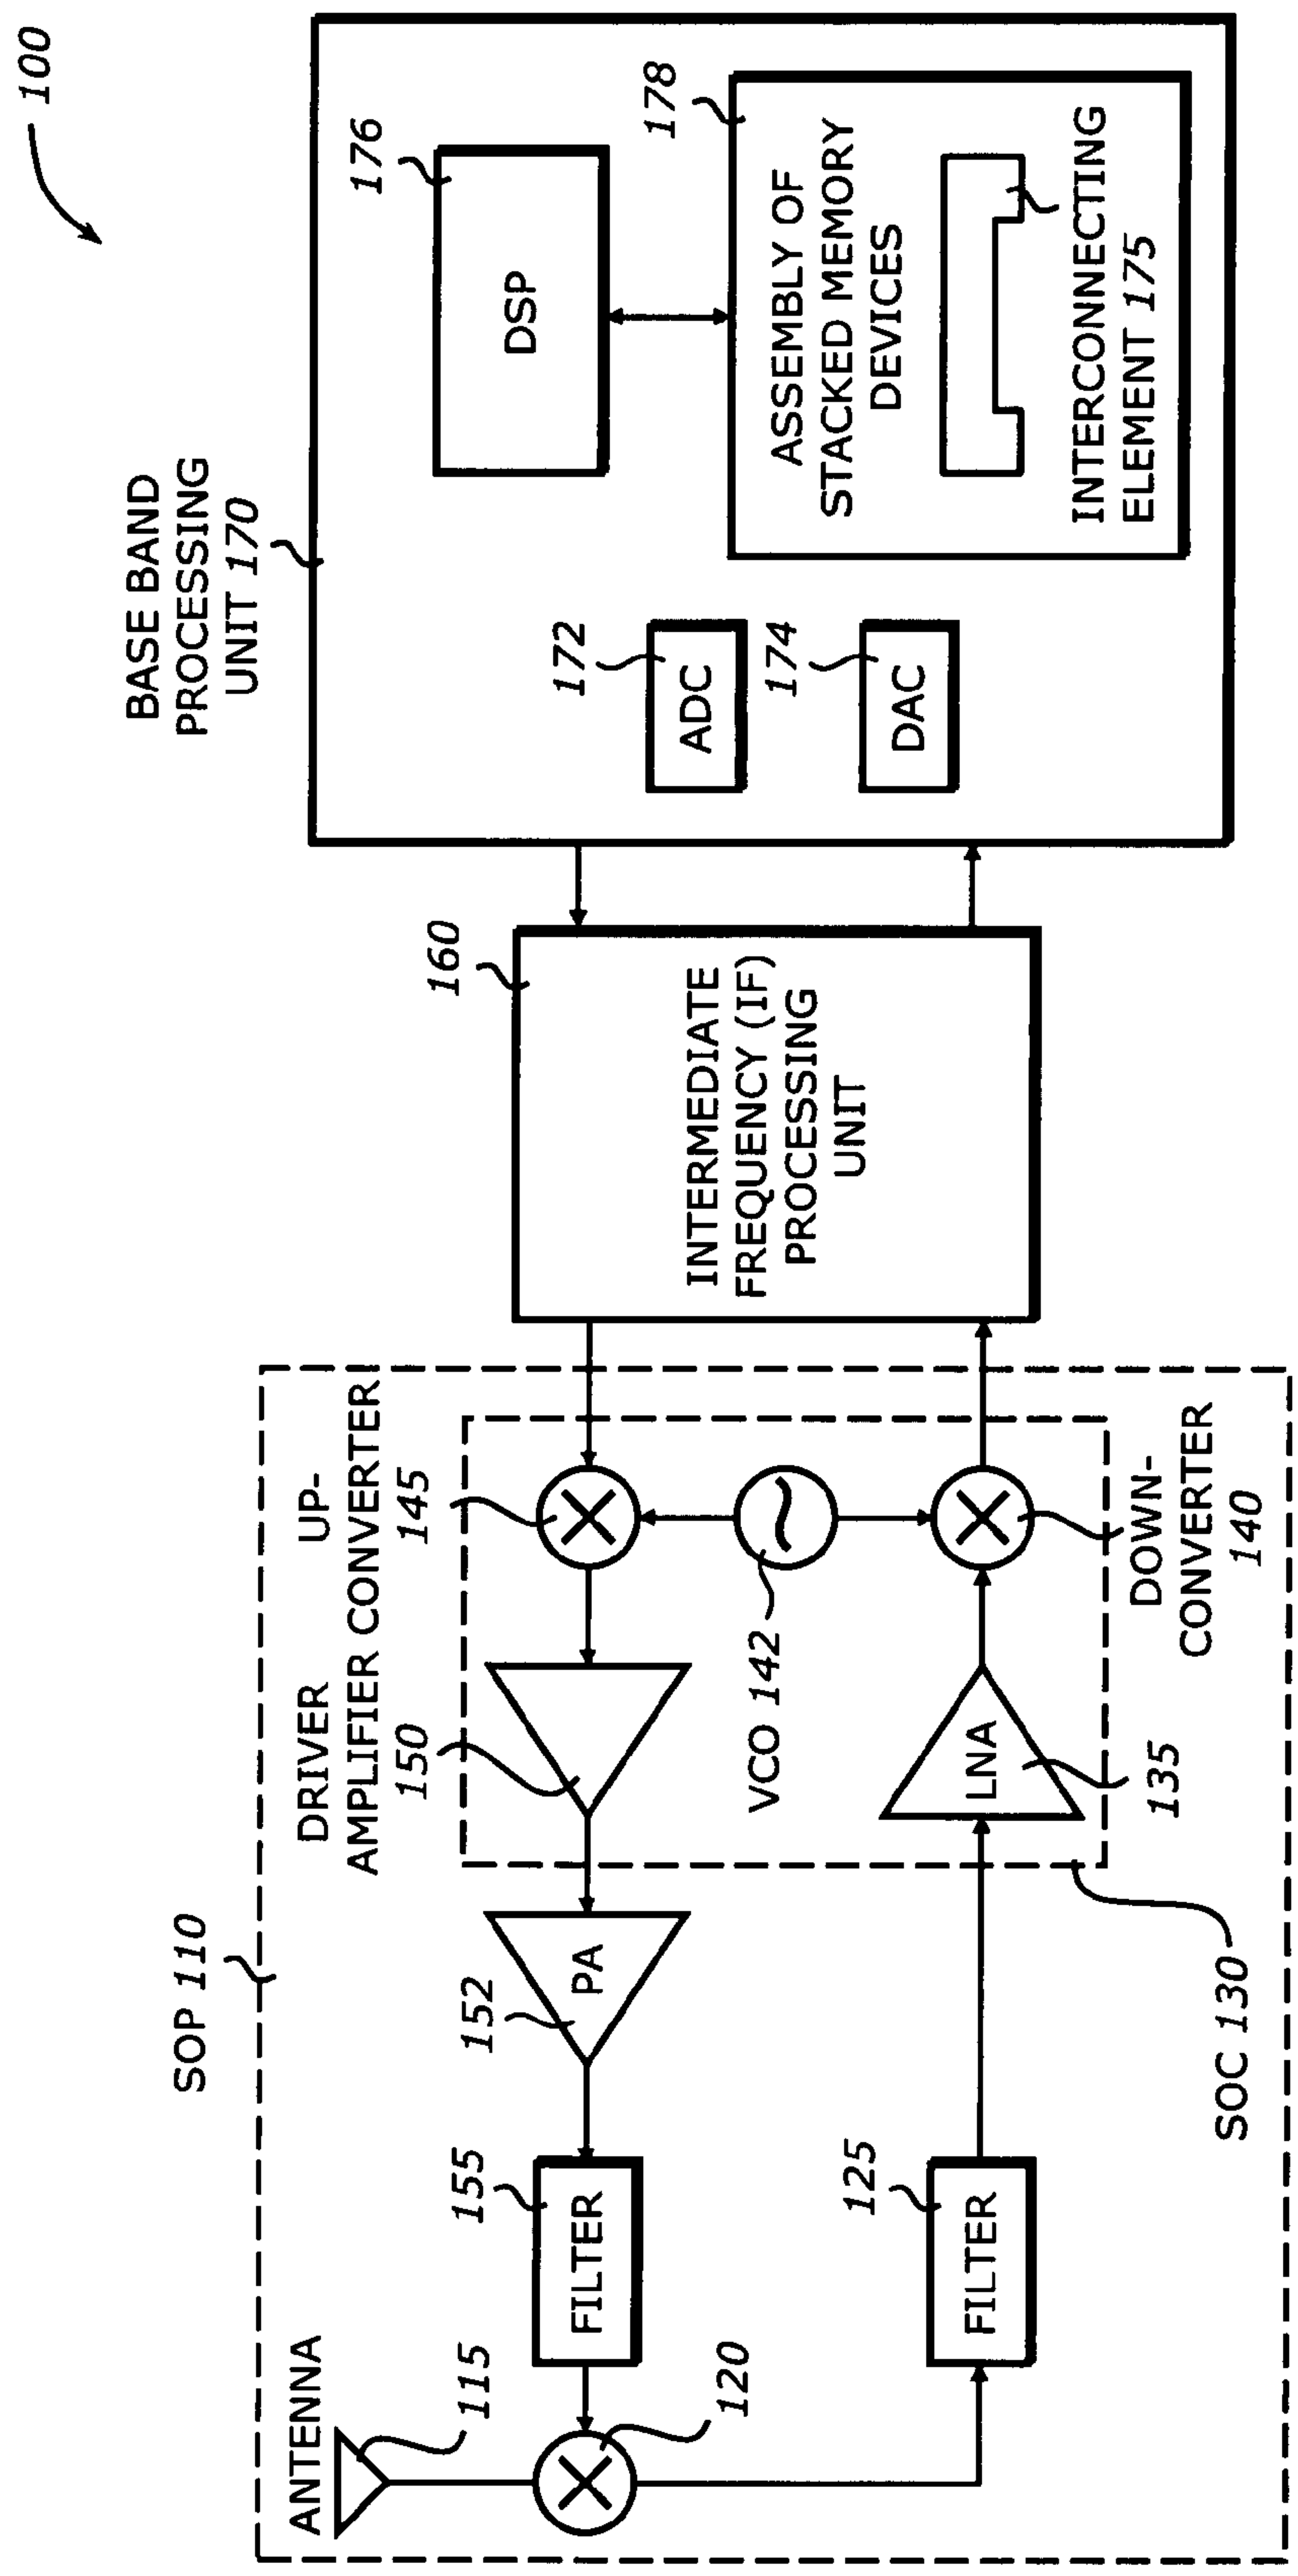 100
BASE BAND
PROCESSING
UNIT 170
176
DSP
178
ASSEMBLY OF
STACKED MEMORY
DEVICES
INTERCONNECTING
ELEMENT 175
172
ADC
174
DAC
160
INTERMEDIATE
FREQUENCY (IF)
PROCESSING
UNIT
SOP 110
DRIVER UP-
AMPLIFIER CONVERTER
150 145
VCO 142
DOWN-
CONVERTER
140
LNA
135
SOC 130
152
PA
155
FILTER
125
FILTER
ANTENNA
115
120